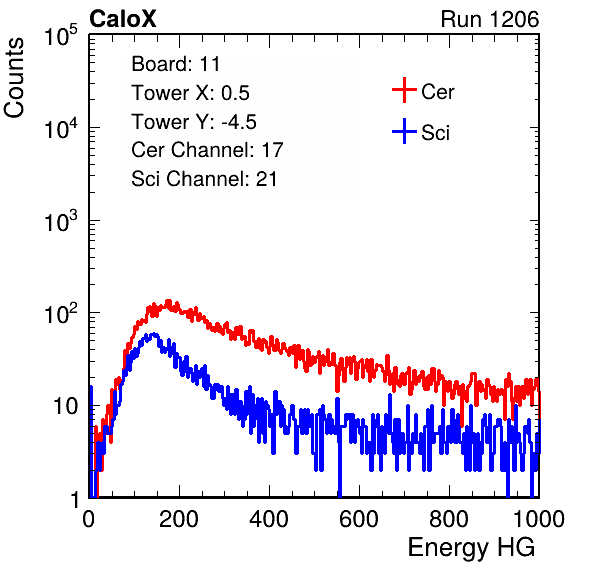 CaloX Run 1206
Counts
Board: 11
Tower X: 0.5
Tower Y: -4.5
Cer Channel: 17
Sci Channel: 21
Cer
Sci
10^5
10^4
10^3
10^2
10
1
0 200 400 600 800 1000
Energy HG